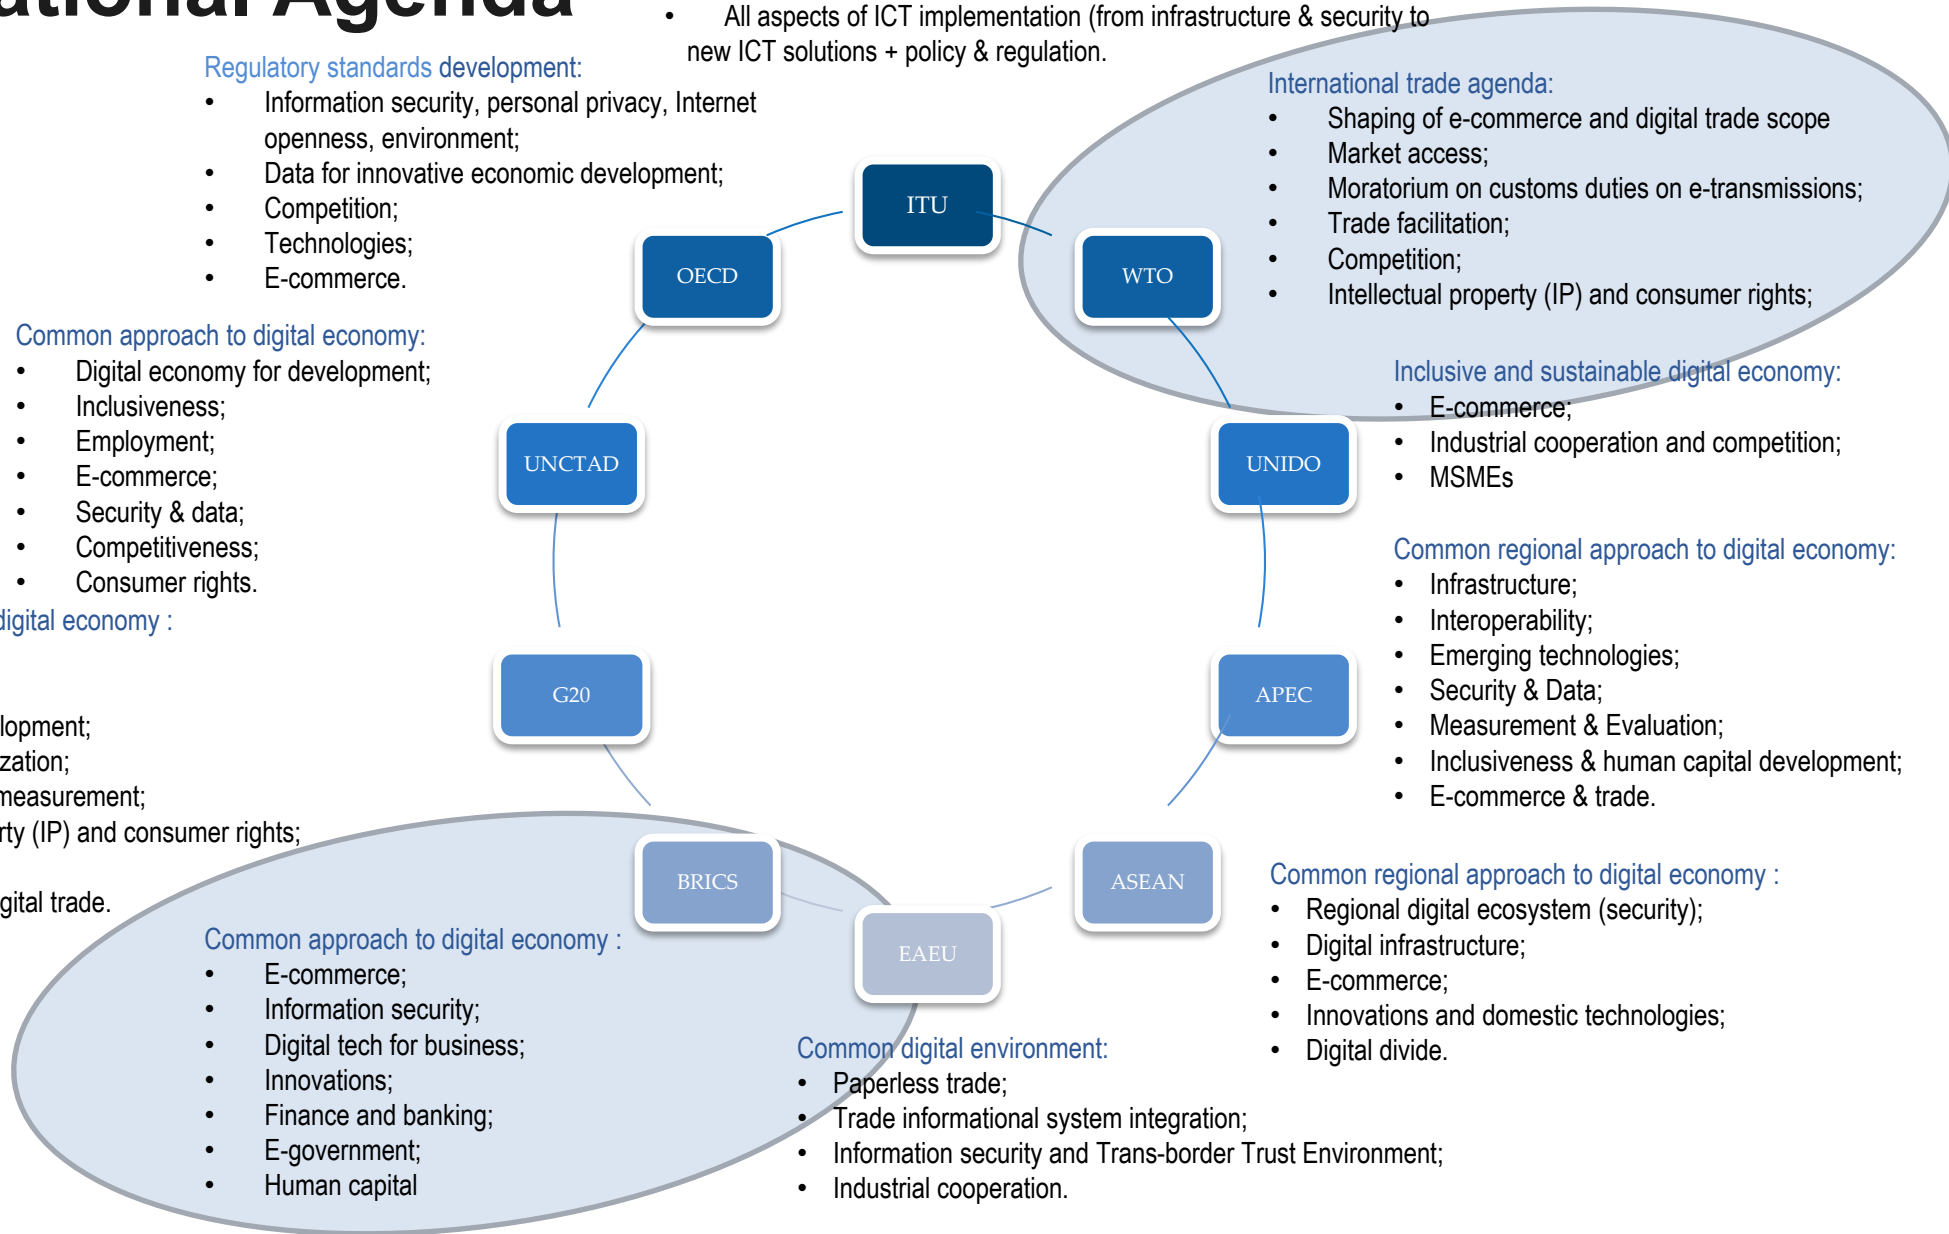 ational Agenda
• All aspects of ICT implementation (from infrastructure & security to
new ICT solutions + policy & regulation.
Regulatory standards development:
• Information security, personal privacy, Internet
openness, environment;
• Data for innovative economic development;
• Competition;
• Technologies;
• E-commerce.
International trade agenda:
• Shaping of e-commerce and digital trade scope
• Market access;
• Moratorium on customs duties on e-transmissions;
• Trade facilitation;
• Competition;
• Intellectual property (IP) and consumer rights;
ITU
OECD
WTO
Common approach to digital economy:
• Digital economy for development;
• Inclusiveness;
• Employment;
• E-commerce;
• Security & data;
• Competitiveness;
• Consumer rights.
Inclusive and sustainable digital economy:
• E-commerce;
• Industrial cooperation and competition;
• MSMEs
UNCTAD
UNIDO
Common regional approach to digital economy:
• Infrastructure;
• Interoperability;
• Emerging technologies;
• Security & Data;
• Measurement & Evaluation;
• Inclusiveness & human capital development;
• E-commerce & trade.
digital economy :
lopment;
zation;
measurement;
rty (IP) and consumer rights;
gital trade.
G20
APEC
BRICS
ASEAN
EAEU
Common regional approach to digital economy :
• Regional digital ecosystem (security);
• Digital infrastructure;
• E-commerce;
• Innovations and domestic technologies;
• Digital divide.
Common approach to digital economy :
• E-commerce;
• Information security;
• Digital tech for business;
• Innovations;
• Finance and banking;
• E-government;
• Human capital
Common digital environment:
• Paperless trade;
• Trade informational system integration;
• Information security and Trans-border Trust Environment;
• Industrial cooperation.